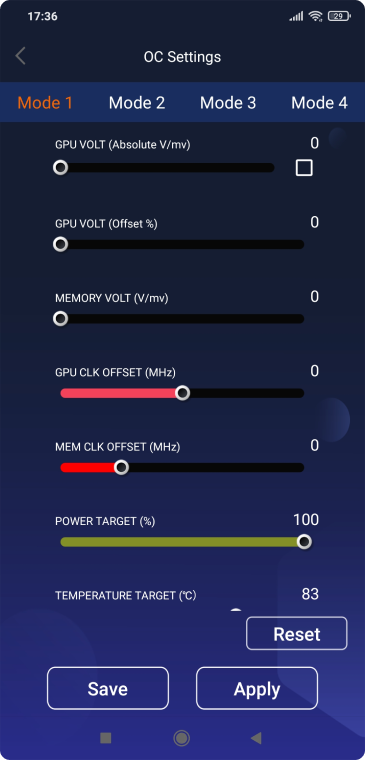 17:36
29
OC Settings
Mode 1 Mode 2 Mode 3 Mode 4
GPU VOLT (Absolute V/mv) 0
GPU VOLT (Offset %) 0
MEMORY VOLT (V/mv) 0
GPU CLK OFFSET (MHz) 0
MEM CLK OFFSET (MHz) 0
POWER TARGET (%) 100
TEMPERATURE TARGET (℃) 83
Reset
Save Apply